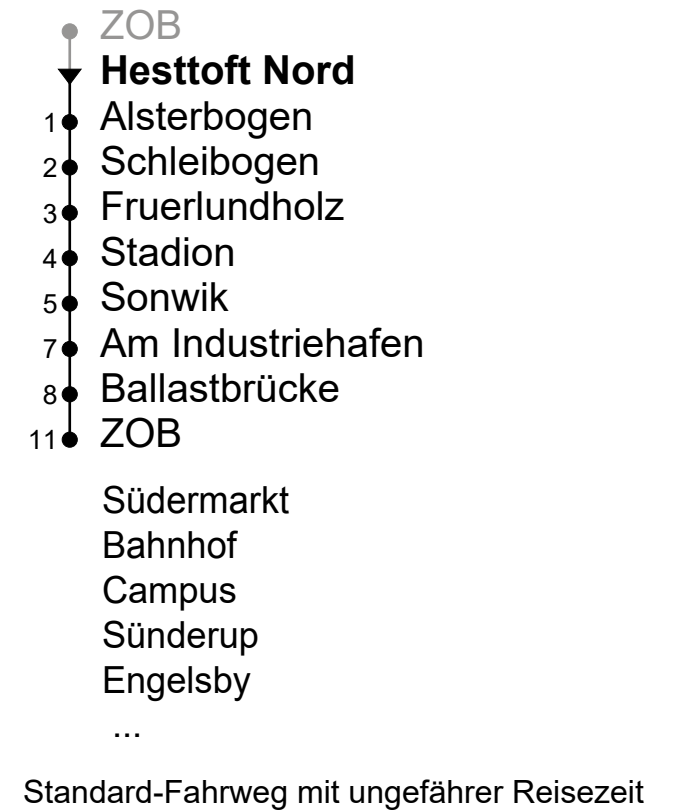 ZOB
Hesttoft Nord
1 Alsterbogen
2 Schleibogen
3 Fruerlundholz
4 Stadion
5 Sonwik
7 Am Industriehafen
8 Ballastbrücke
11 ZOB
Südermarkt
Bahnhof
Campus
Sünderup
Engelsby
...
Standard-Fahrweg mit ungefährer Reisezeit